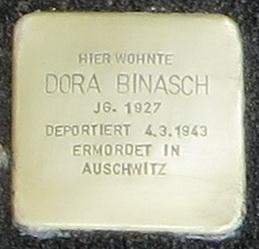 HIER WOHNTE
DORA BINASCH
JG. 1927
DEPORTIERT 4.3.1943
ERMORDET IN
AUSCHWITZ